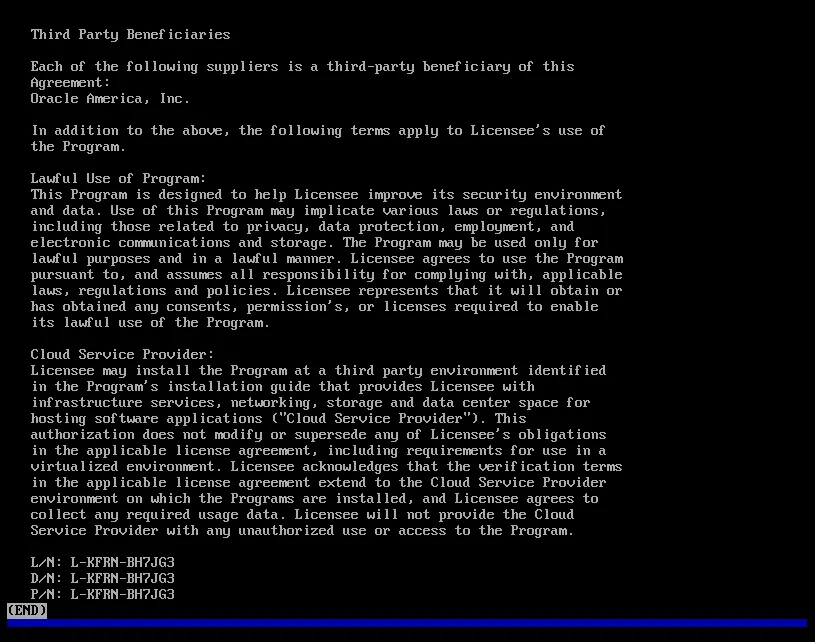 Third Party Beneficiaries
Each of the following suppliers is a third-party beneficiary of this
Agreement:
Oracle America, Inc.
In addition to the above, the following terms apply to Licensee's use of
the Program.
Lawful Use of Program:
This Program is designed to help Licensee improve its security environment
and data. Use of this Program may implicate various laws or regulations,
including those related to privacy, data protection, employment, and
electronic communications and storage. The Program may be used only for
lawful purposes and in a lawful manner. Licensee agrees to use the Program
pursuant to, and assumes all responsibility for complying with, applicable
laws, regulations and policies. Licensee represents that it will obtain or
has obtained any consents, permission's, or licenses required to enable
its lawful use of the Program.
Cloud Service Provider:
Licensee may install the Program at a third party environment identified
in the Program's installation guide that provides Licensee with
infrastructure services, networking, storage and data center space for
hosting software applications ("Cloud Service Provider"). This
authorization does not modify or supersede any of Licensee's obligations
in the applicable license agreement, including requirements for use in a
virtualized environment. Licensee acknowledges that the verification terms
in the applicable license agreement extend to the Cloud Service Provider
environment on which the Programs are installed, and Licensee agrees to
collect any required usage data. Licensee will not provide the Cloud
Service Provider with any unauthorized use or access to the Program.
L/N: L-KFRN-BH7JG3
D/N: L-KFRN-BH7JG3
P/N: L-KFRN-BH7JG3
(END)